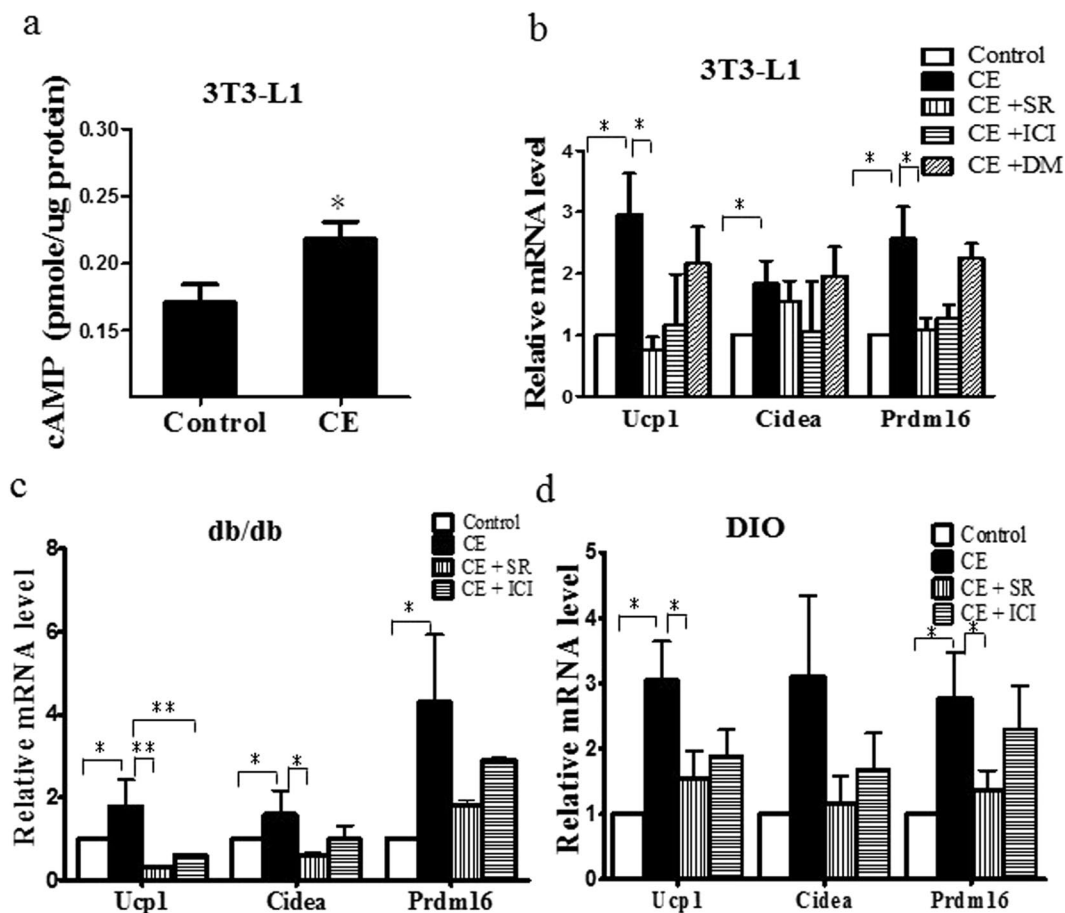 a
3T3-L1
cAMP (pmole/ug protein)
0.30
0.25
0.20
0.15
*
Control
CE
b
3T3-L1
Control
CE
CE +SR
CE +ICI
CE +DM
Relative mRNA level
4
3
2
1
0
* *
*
* *
Ucp1
Cidea
Prdm16
c
db/db
Control
CE
CE + SR
CE + ICI
Relative mRNA level
8
6
4
2
0
**
* **
* *
*
Ucp1
Cidea
Prdm16
d
DIO
Control
CE
CE + SR
CE + ICI
Relative mRNA level
5
4
3
2
1
0
* *
* *
Ucp1
Cidea
Prdm16